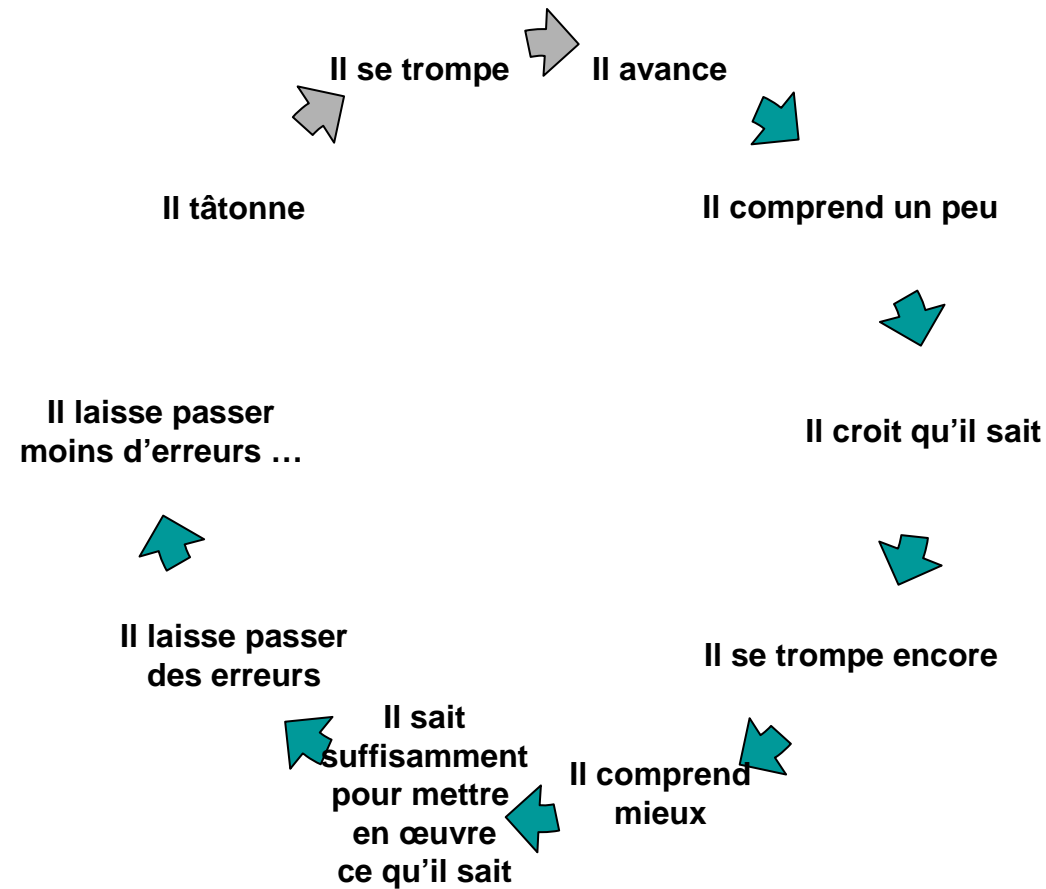 Il se trompe
Il avance
Il tâtonne
Il comprend un peu
Il laisse passer
moins d'erreurs …
Il croit qu'il sait
Il laisse passer
des erreurs
Il se trompe encore
Il sait
suffisamment
pour mettre
en œuvre
ce qu'il sait
Il comprend
mieux